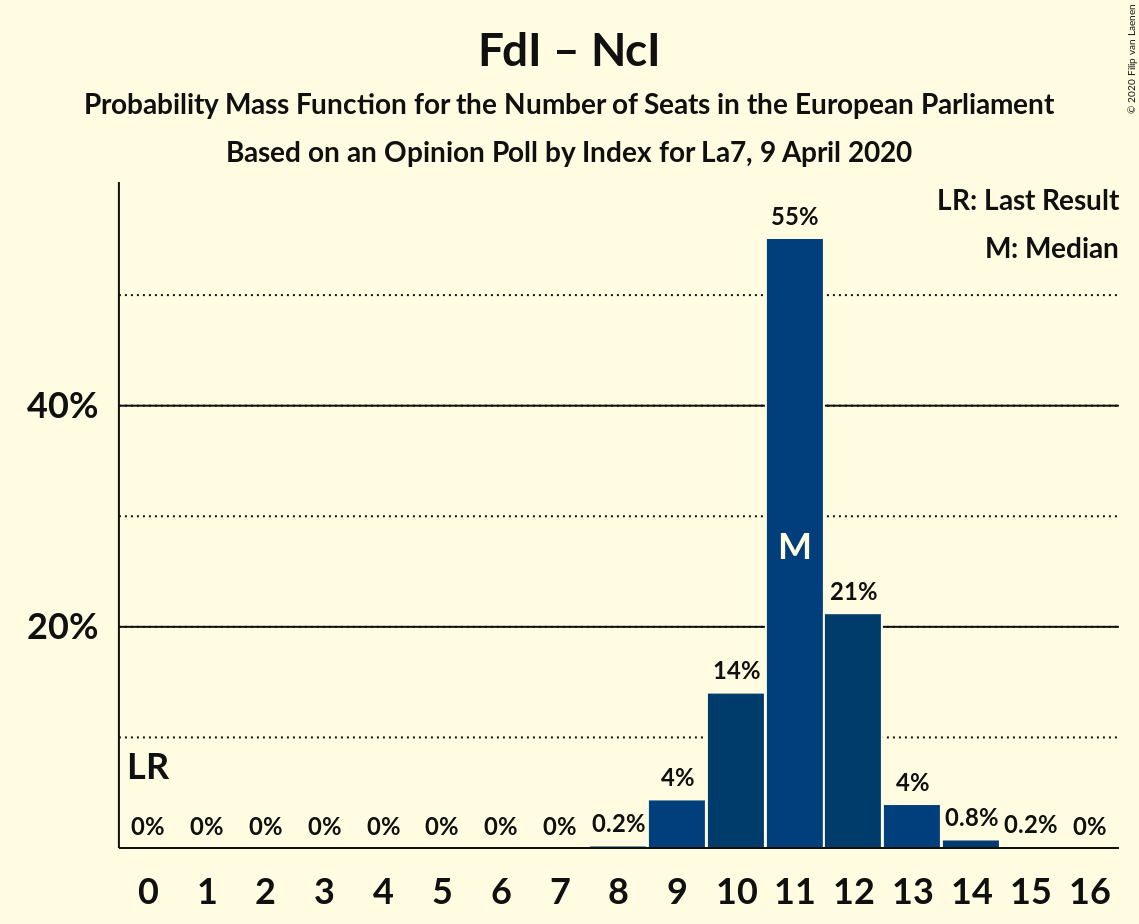 FdI – NcI
Probability Mass Function for the Number of Seats in the European Parliament
Based on an Opinion Poll by Index for La7, 9 April 2020
© 2020 Filip van Laenen
LR: Last Result
M: Median
55%
40%
M
21%
20%
14%
LR
4%
4%
0% 0% 0% 0% 0% 0% 0% 0% 0.2% 0.8% 0.2% 0%
0 1 2 3 4 5 6 7 8 9 10 11 12 13 14 15 16